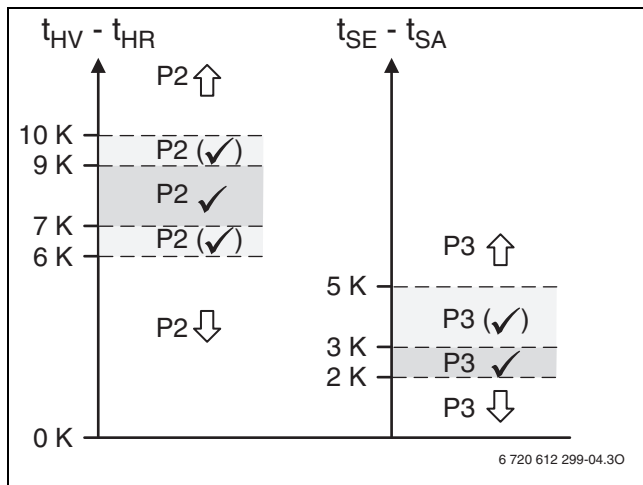 t_HV - t_HR
P2 ⇧
10 K
P2 (✓)
9 K
P2 ✓
7 K
P2 (✓)
6 K
P2 ⇩
0 K
t_SE - t_SA
P3 ⇧
5 K
P3 (✓)
3 K
P3 ✓
2 K
P3 ⇩
6 720 612 299-04.3O